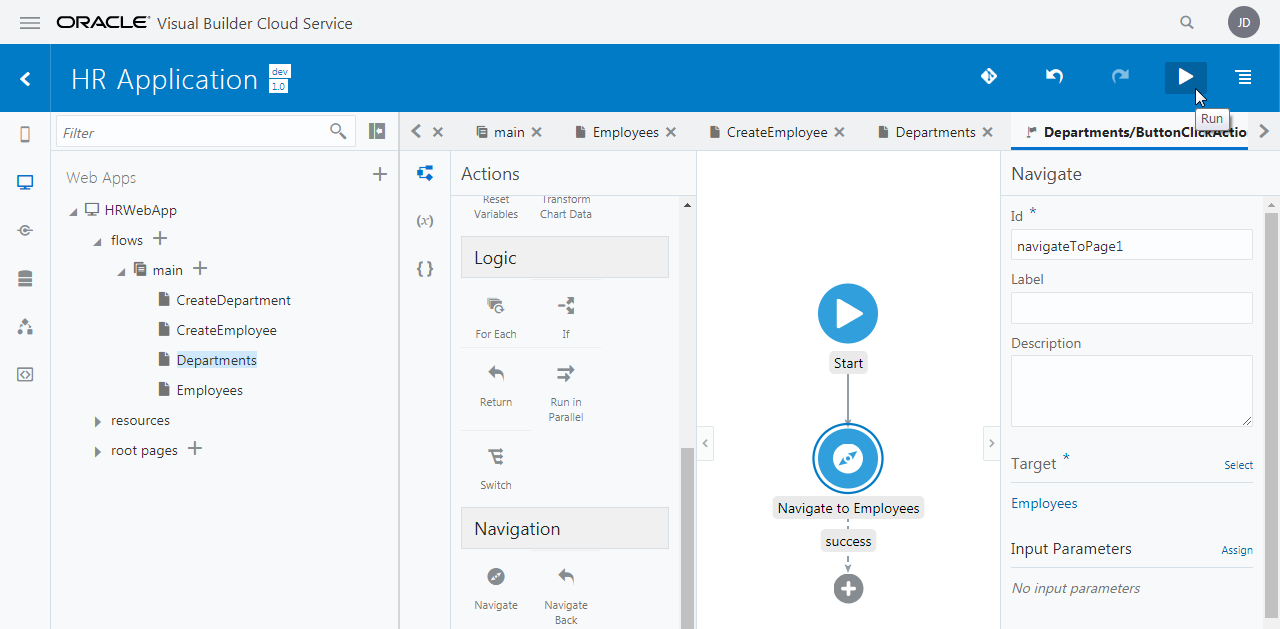 ORACLE® Visual Builder Cloud Service
JD
HR Application
dev
1.0
Run
Filter
main
Employees
CreateEmployee
Departments
Departments/ButtonClickActio
Web Apps
HRWebApp
flows
main
CreateDepartment
CreateEmployee
Departments
Employees
resources
root pages
(x)
{ }
Actions
Reset
Variables
Transform
Chart Data
Logic
For Each
If
Return
Run in
Parallel
Switch
Navigation
Navigate
Navigate
Back
Start
Navigate to Employees
success
Navigate
Id *
navigateToPage1
Label
Description
Target *
Select
Employees
Input Parameters
Assign
No input parameters